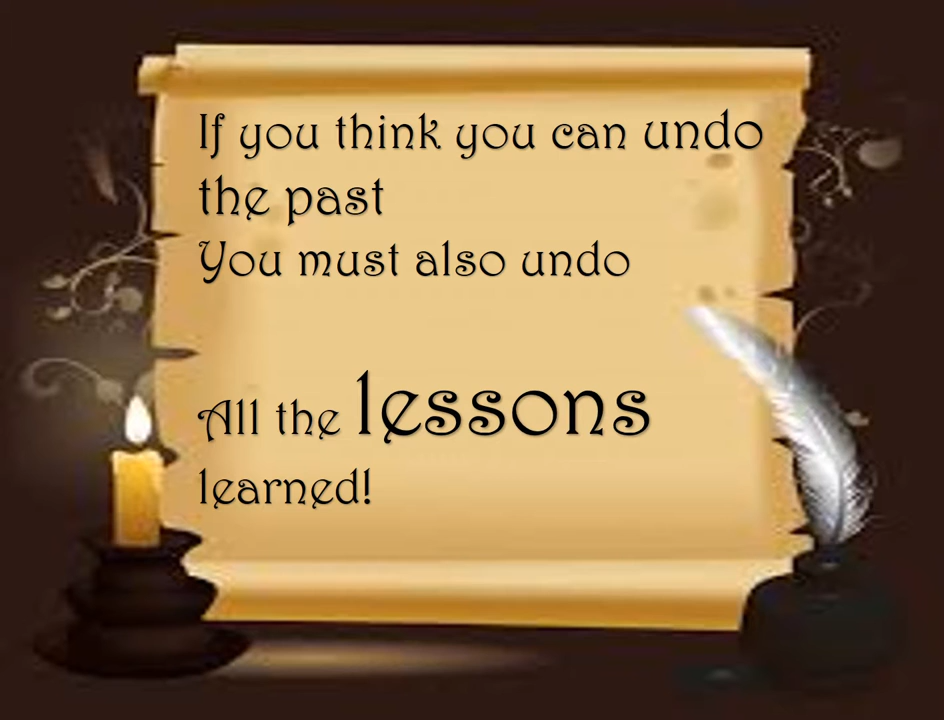 If you think you can undo
the past
You must also undo
All the lessons
learned!